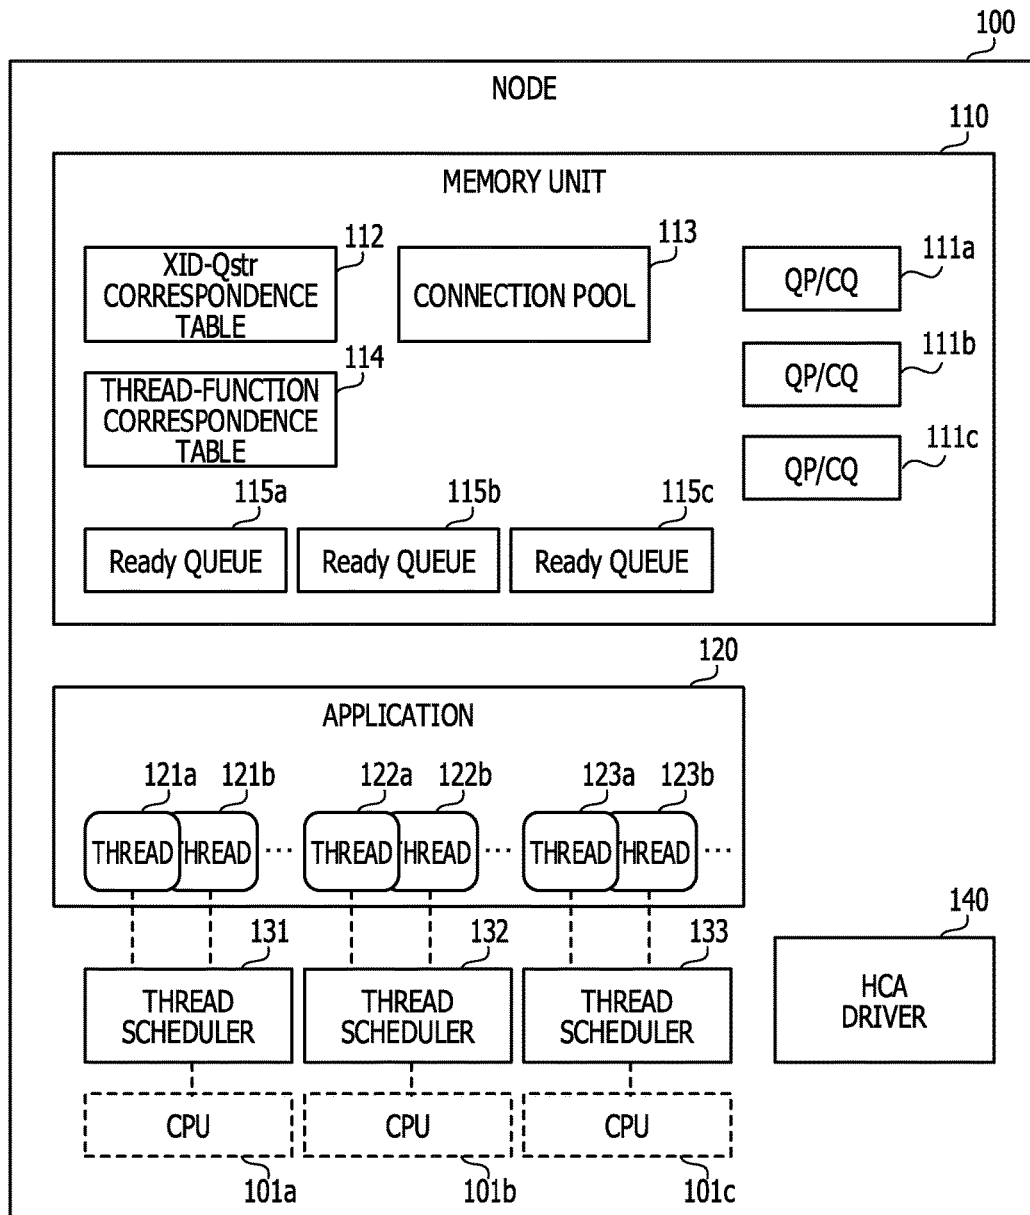 100
NODE
110
MEMORY UNIT
112
XID-Qstr
CORRESPONDENCE
TABLE
113
CONNECTION POOL
111a
QP/CQ
111b
QP/CQ
111c
QP/CQ
114
THREAD-FUNCTION
CORRESPONDENCE
TABLE
115a
Ready QUEUE
115b
Ready QUEUE
115c
Ready QUEUE
120
APPLICATION
121a 121b 122a 122b 123a 123b
THREAD THREAD ... THREAD THREAD ... THREAD THREAD ...
131
THREAD
SCHEDULER
132
THREAD
SCHEDULER
133
THREAD
SCHEDULER
140
HCA
DRIVER
CPU CPU CPU
101a 101b 101c